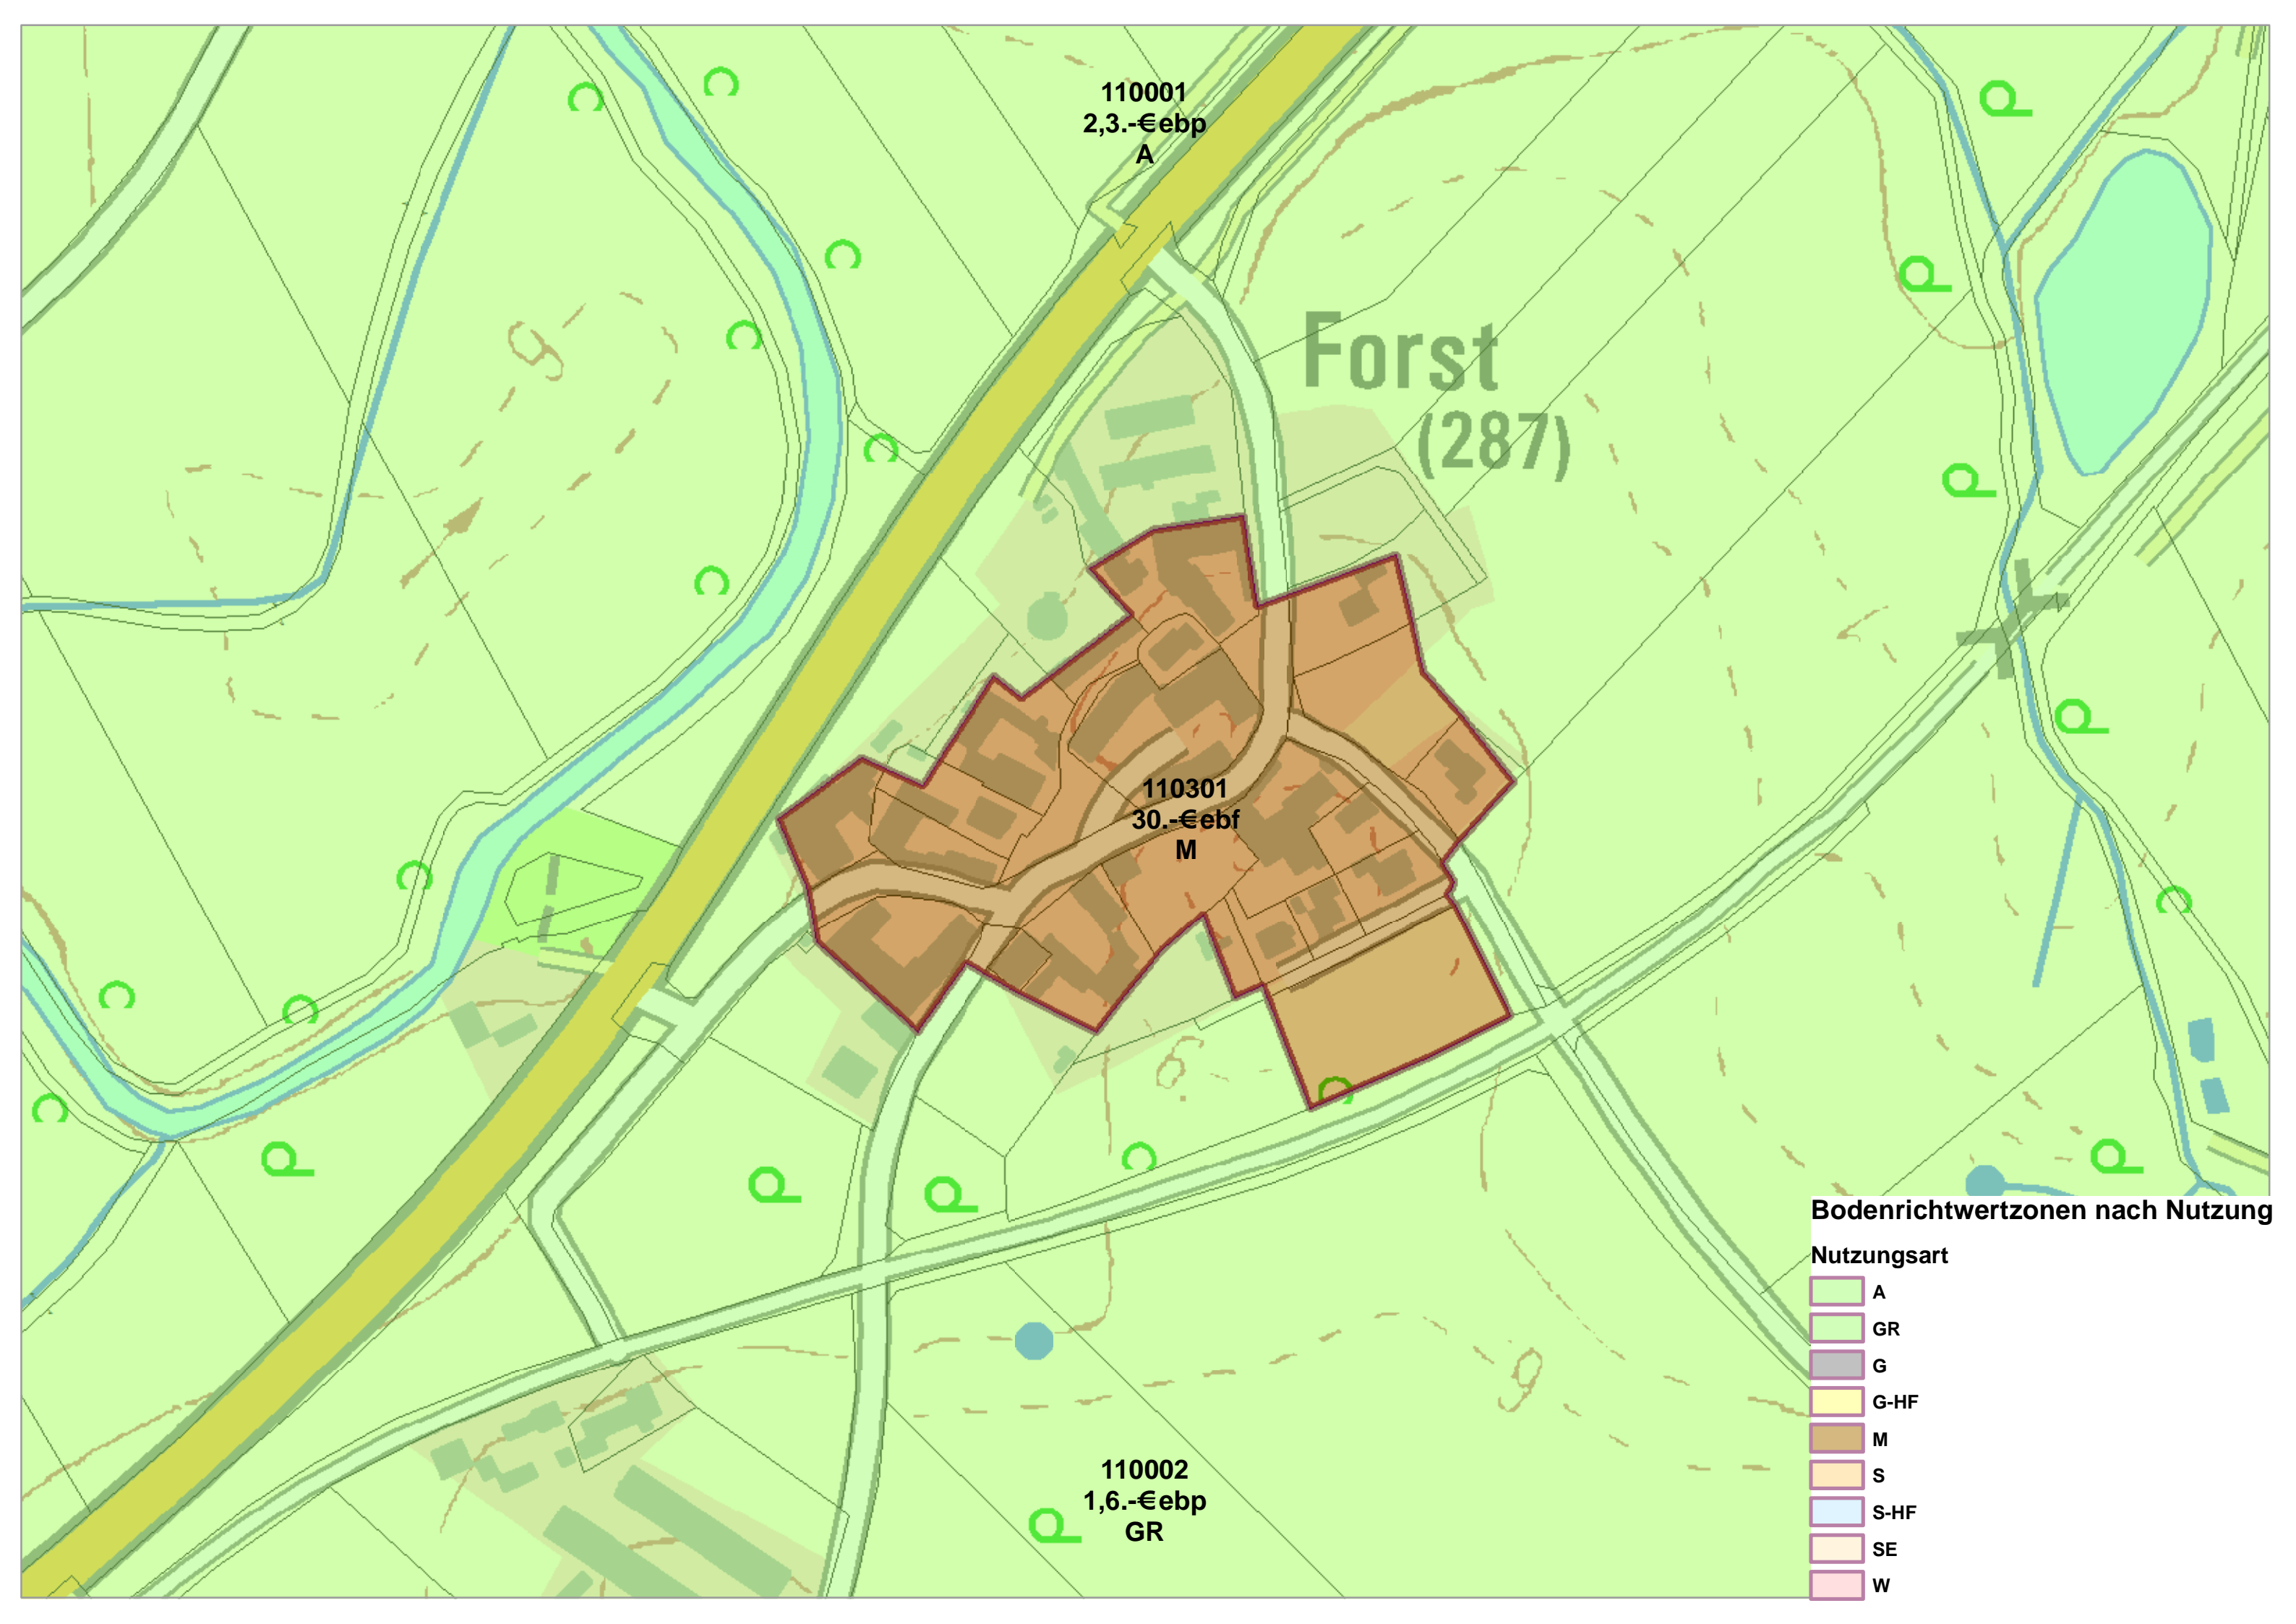 110001
2,3.-€ebp
A
Forst
(287)
110301
30.-€ebf
M
110002
1,6.-€ebp
GR
Bodenrichtwertzonen nach Nutzung
Nutzungsart
A
GR
G
G-HF
M
S
S-HF
SE
W